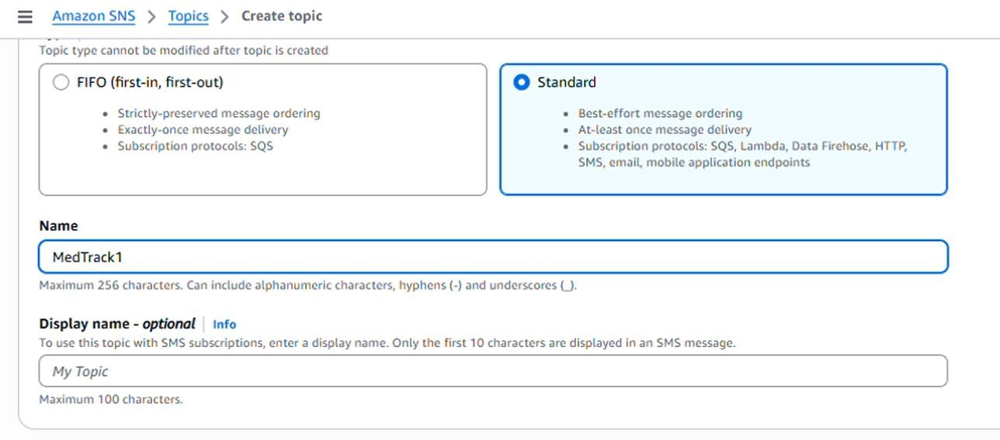 Amazon SNS > Topics > Create topic
Topic type cannot be modified after topic is created
FIFO (first-in, first-out)
• Strictly-preserved message ordering
• Exactly-once message delivery
• Subscription protocols: SQS
Standard
• Best-effort message ordering
• At-least once message delivery
• Subscription protocols: SQS, Lambda, Data Firehose, HTTP,
SMS, email, mobile application endpoints
Name
MedTrack1
Maximum 256 characters. Can include alphanumeric characters, hyphens (-) and underscores (_).
Display name - optional | Info
To use this topic with SMS subscriptions, enter a display name. Only the first 10 characters are displayed in an SMS message.
My Topic
Maximum 100 characters.